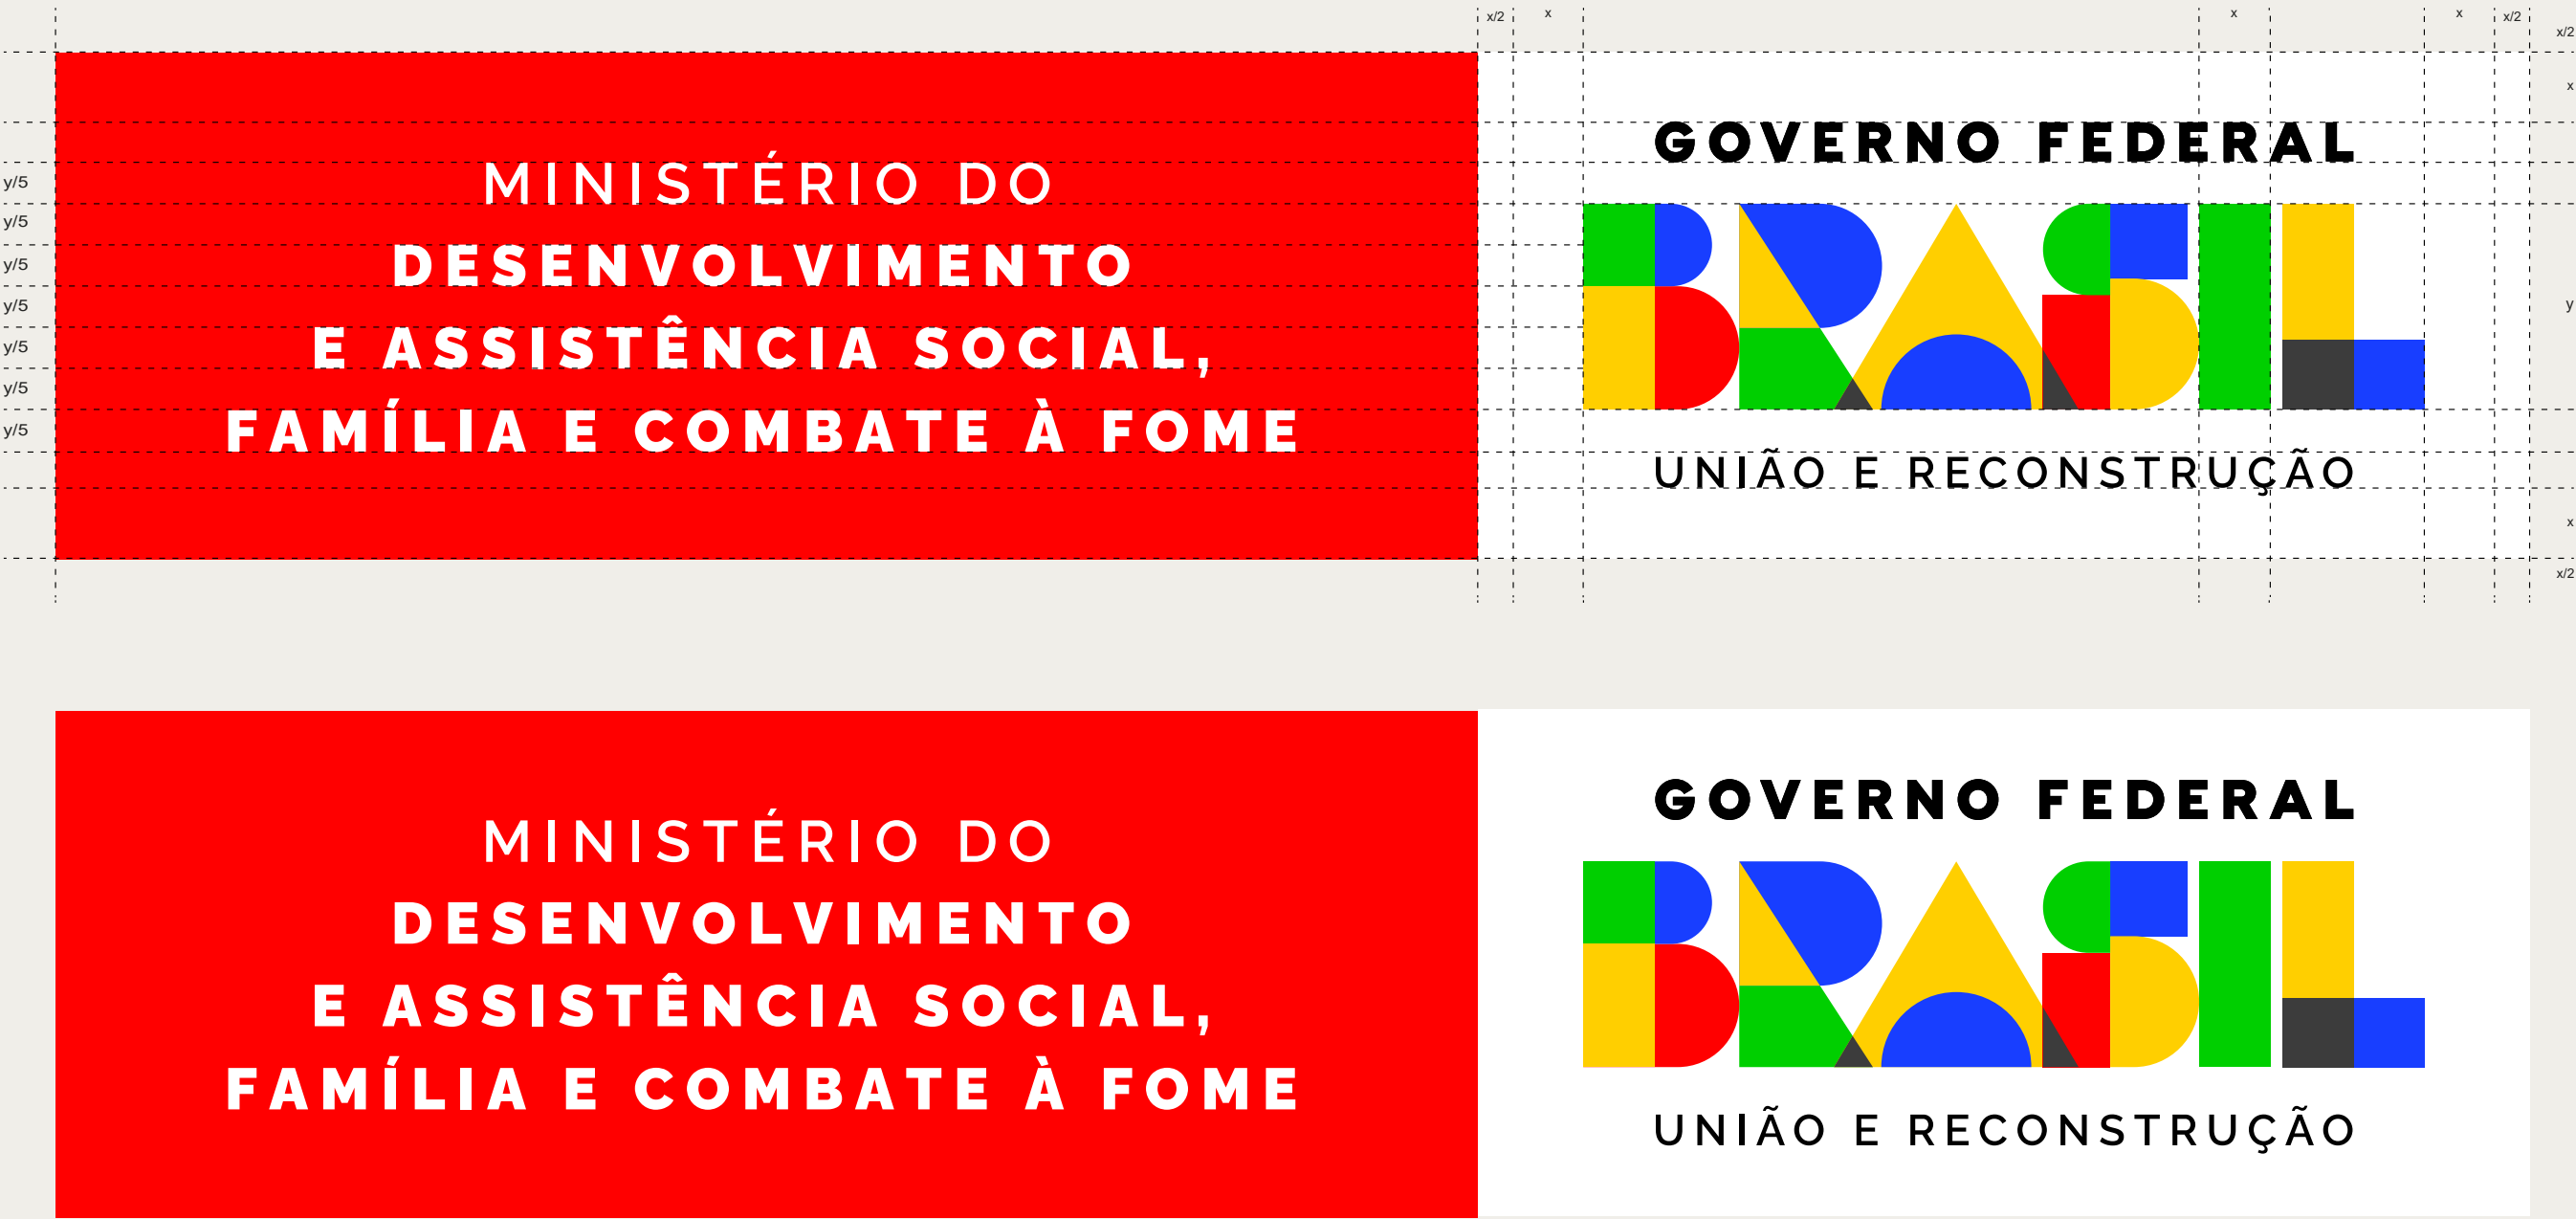 x/2
x
x
x
x/2
x/2
x
GOVERNO FEDERAL
MINISTÉRIO DO
DESENVOLVIMENTO
E ASSISTÊNCIA SOCIAL,
FAMÍLIA E COMBATE À FOME
y/5
y/5
y/5
y/5
y/5
y/5
y/5
BRASIL
y
UNIÃO E RECONSTRUÇÃO
x
x/2
MINISTÉRIO DO
DESENVOLVIMENTO
E ASSISTÊNCIA SOCIAL,
FAMÍLIA E COMBATE À FOME
GOVERNO FEDERAL
BRASIL
UNIÃO E RECONSTRUÇÃO